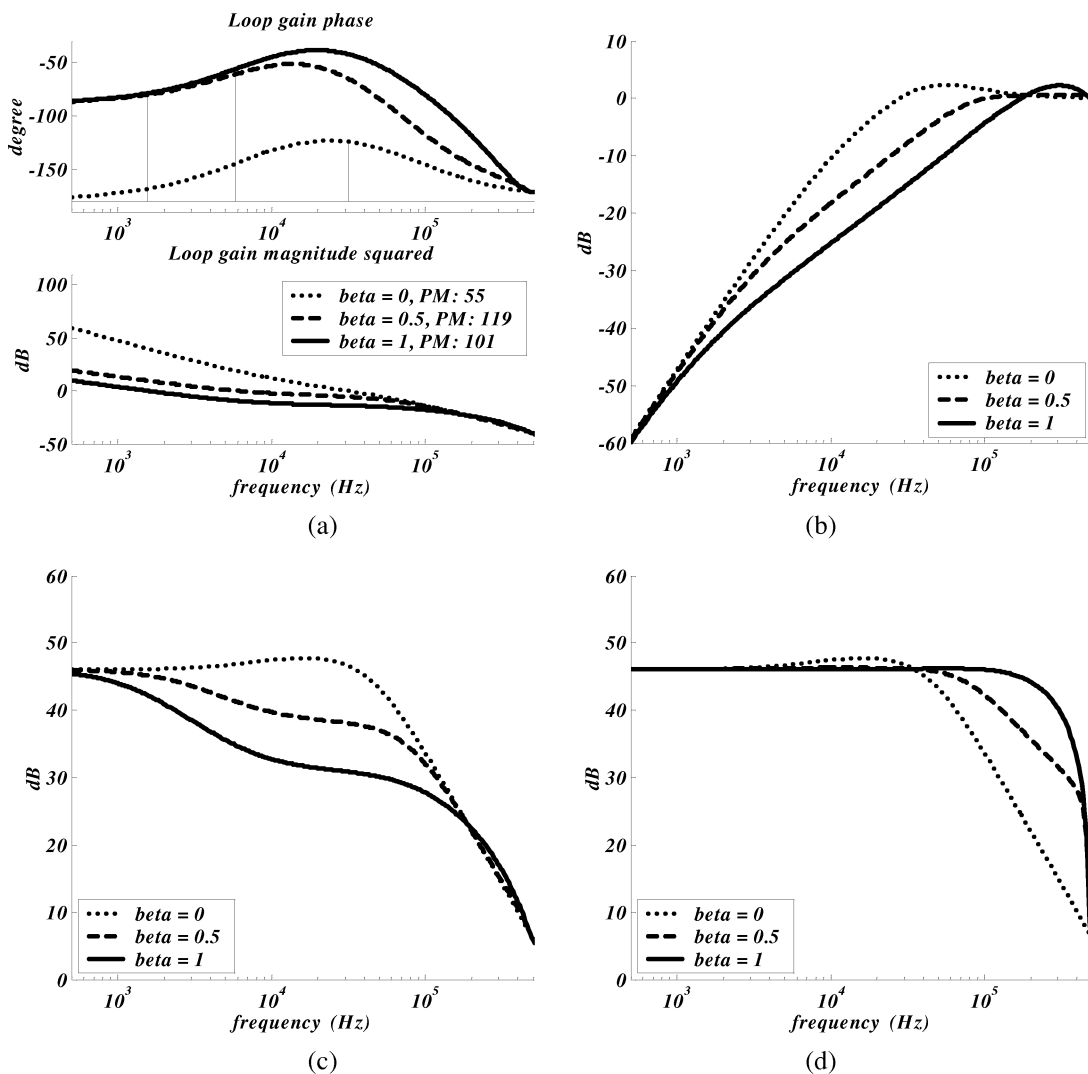 Loop gain phase
-50
-100
-150
degree
10^3
10^4
10^5
Loop gain magnitude squared
100
50
0
-50
dB
beta = 0, PM: 55
beta = 0.5, PM: 119
beta = 1, PM: 101
10^3
10^4
10^5
frequency (Hz)
(a)
10
0
-10
-20
-30
-40
-50
-60
dB
beta = 0
beta = 0.5
beta = 1
10^3
10^4
10^5
frequency (Hz)
(b)
60
50
40
30
20
10
0
dB
beta = 0
beta = 0.5
beta = 1
10^3
10^4
10^5
frequency (Hz)
(c)
60
50
40
30
20
10
0
dB
beta = 0
beta = 0.5
beta = 1
10^3
10^4
10^5
frequency (Hz)
(d)